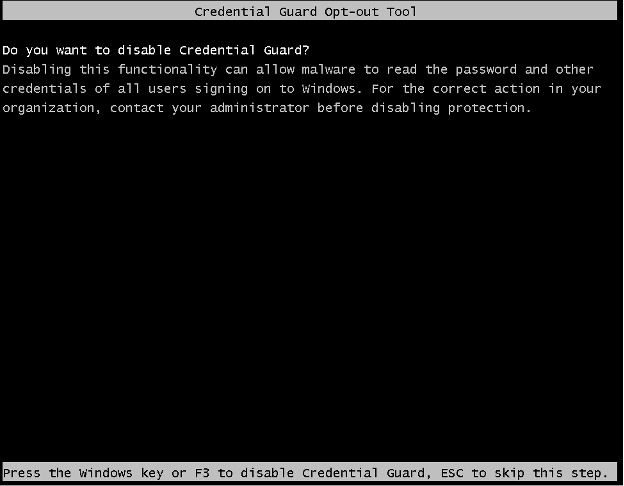 Credential Guard Opt-out Tool
Do you want to disable Credential Guard?
Disabling this functionality can allow malware to read the password and other
credentials of all users signing on to Windows. For the correct action in your
organization, contact your administrator before disabling protection.
Press the Windows key or F3 to disable Credential Guard, ESC to skip this step.